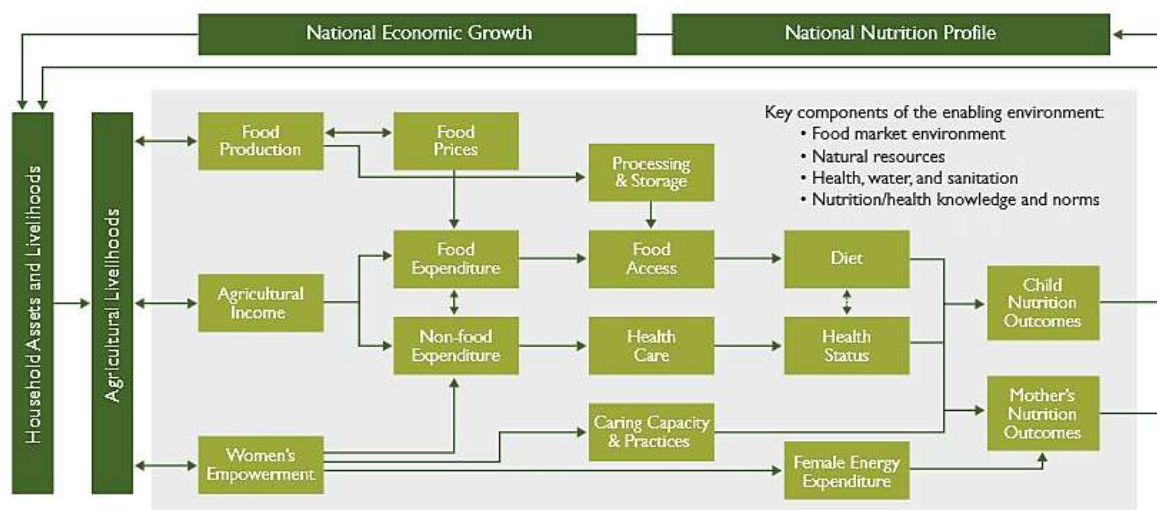 National Economic Growth
National Nutrition Profile
Household Assets and Livelihoods
Agricultural Livelihoods
Key components of the enabling environment:
• Food market environment
• Natural resources
• Health, water, and sanitation
• Nutrition/health knowledge and norms
Food
Production
Food
Prices
Processing
& Storage
Agricultural
Income
Food
Expenditure
Food
Access
Diet
Non-food
Expenditure
Health
Care
Health
Status
Child
Nutrition
Outcomes
Women's
Empowerment
Caring Capacity
& Practices
Female Energy
Expenditure
Mother's
Nutrition
Outcomes